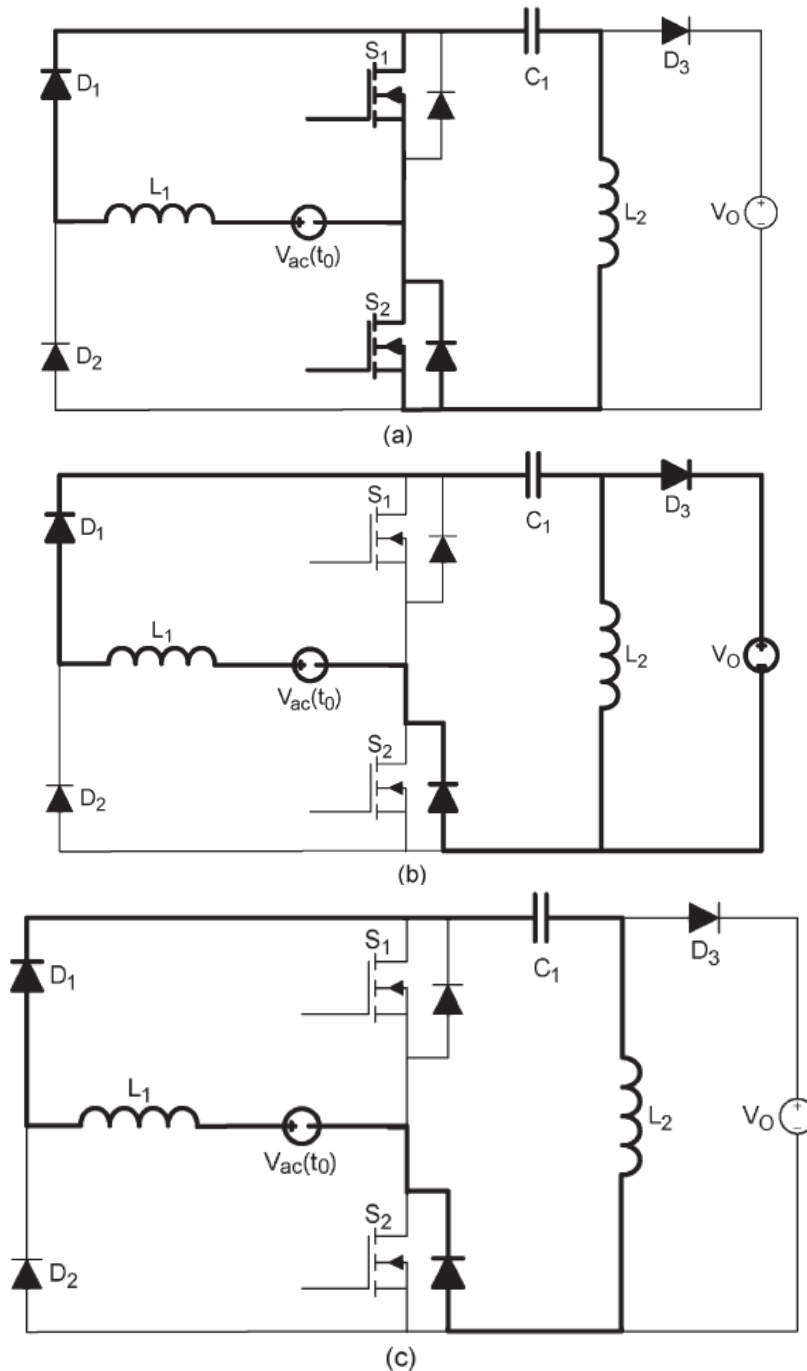 S1
C1
D3
D1
L1
Vac(t0)
L2
VO
+
−
S2
D2
(a)
S1
C1
D3
D1
L1
Vac(t0)
L2
VO
S2
D2
(b)
S1
C1
D3
D1
L1
Vac(t0)
L2
VO
+
−
S2
D2
(c)